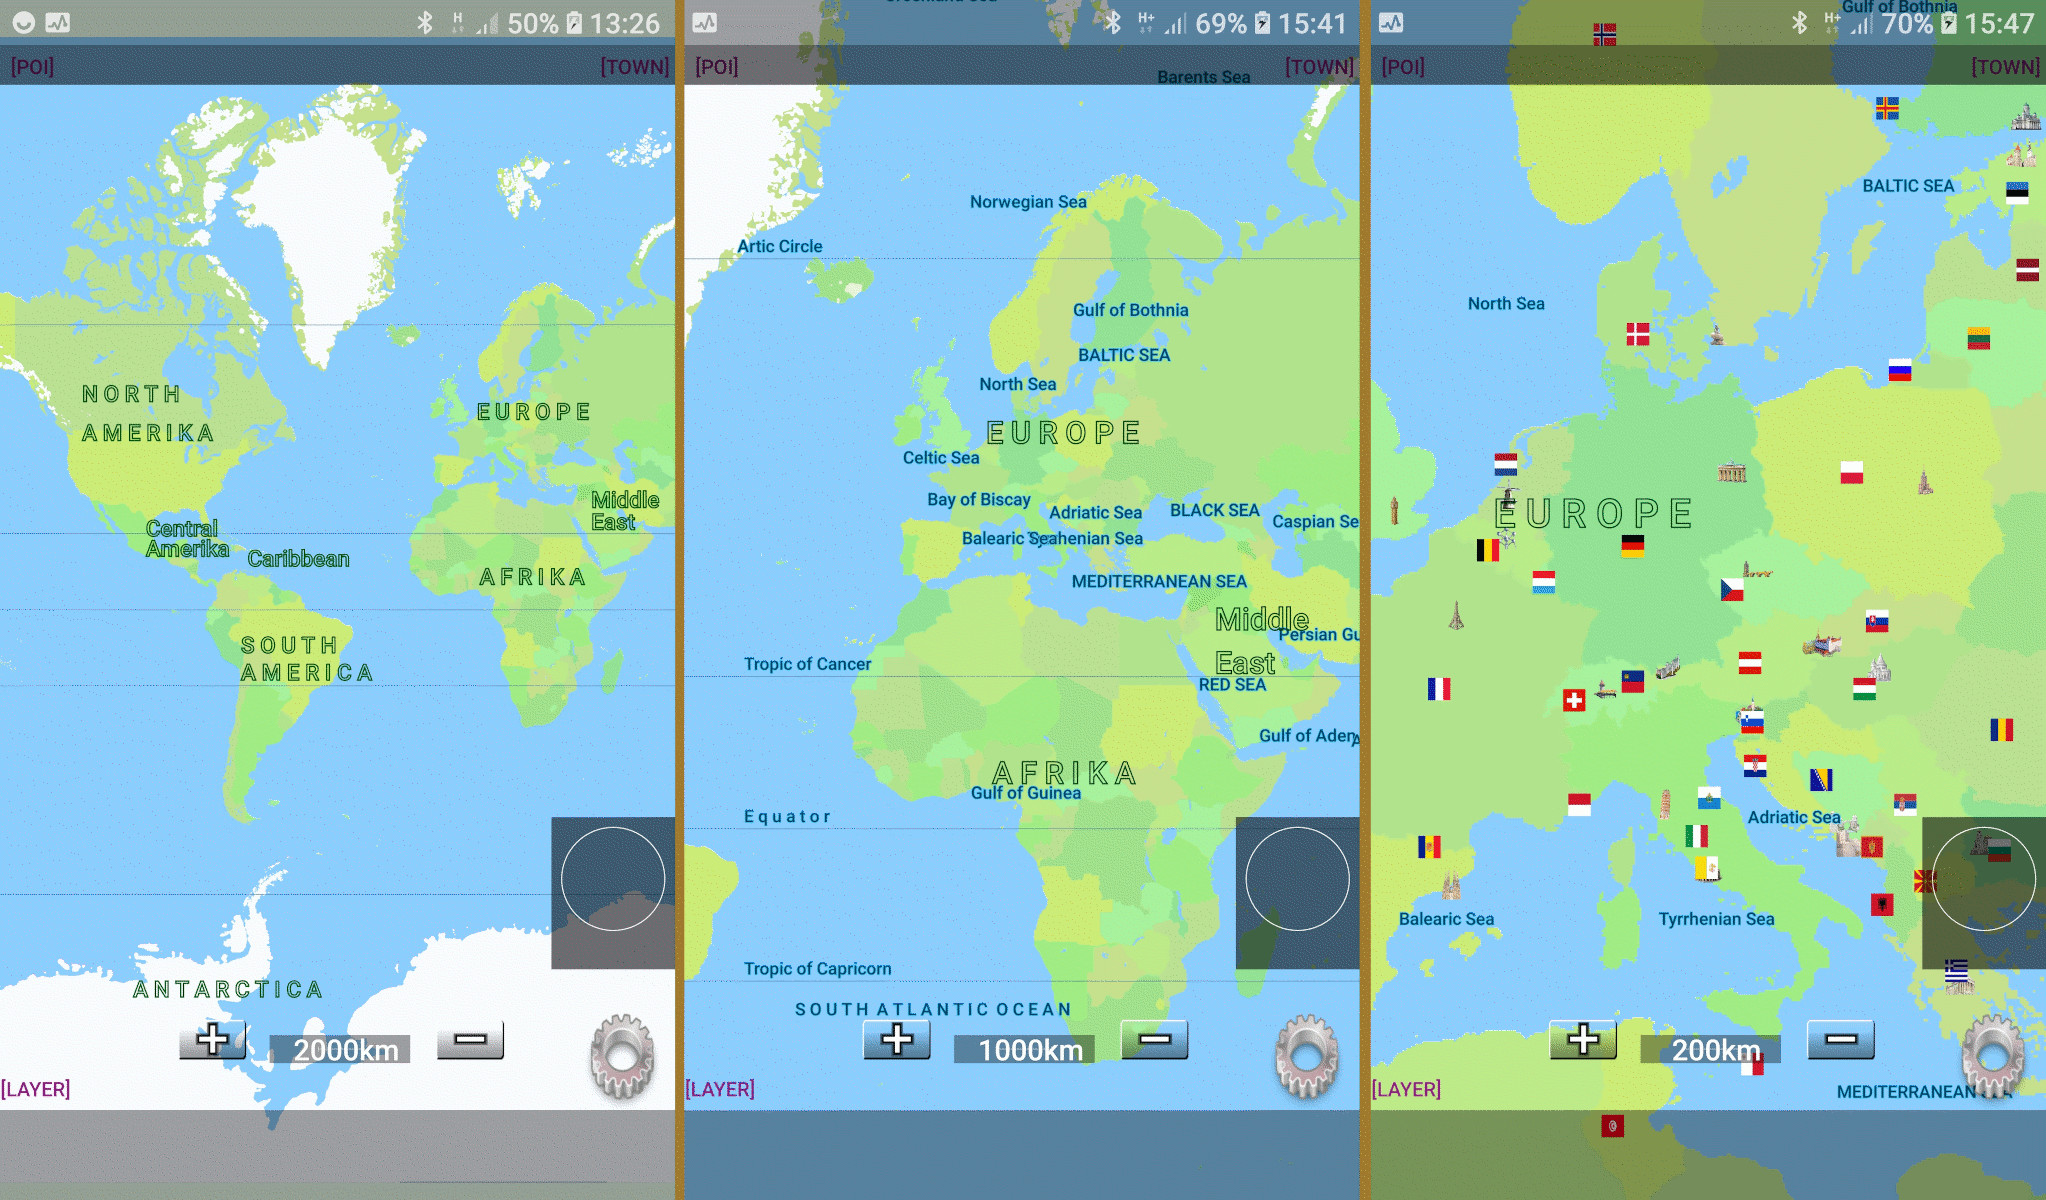 H
50%
13:26
[POI]
[TOWN]
NORTH
AMERIKA
EUROPE
Middle
East
Central
Amerika
Caribbean
AFRIKA
SOUTH
AMERICA
ANTARCTICA
2000km
[LAYER]
H+
69%
15:41
[POI]
[TOWN]
Barents Sea
Norwegian Sea
Artic Circle
Gulf of Bothnia
BALTIC SEA
North Sea
EUROPE
Celtic Sea
Bay of Biscay
Adriatic Sea
BLACK SEA
Caspian Se
Balearic Sea
henian Sea
MEDITERRANEAN SEA
Middle
East
Persian Gu
Tropic of Cancer
RED SEA
Gulf of Aden
AFRIKA
Gulf of Guinea
Equator
Tropic of Capricorn
SOUTH ATLANTIC OCEAN
1000km
[LAYER]
Gulf of Bothnia
H+
70%
15:47
[POI]
[TOWN]
BALTIC SEA
North Sea
EUROPE
Adriatic Sea
Balearic Sea
Tyrrhenian Sea
200km
[LAYER]
MEDITERRANEAN